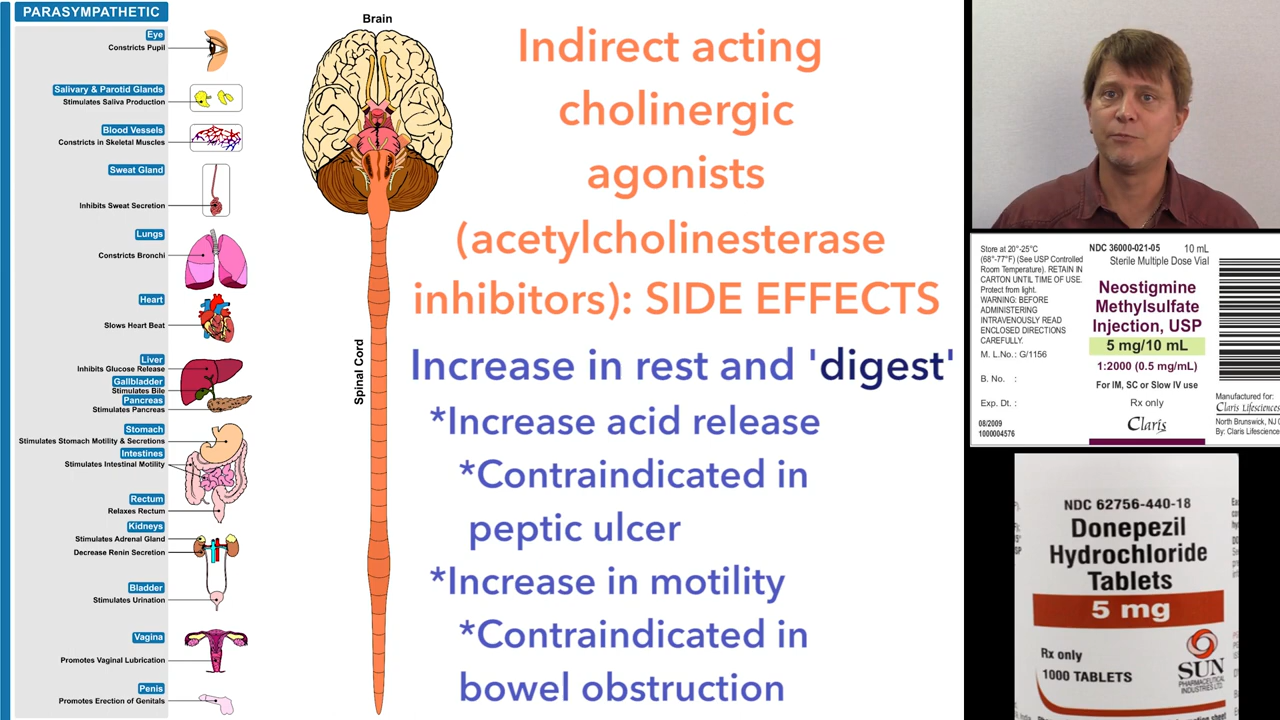 PARASYMPATHETIC
Eye
Constricts Pupil
Salivary & Parotid Glands
Stimulates Saliva Production
Blood Vessels
Constricts in Skeletal Muscles
Sweat Gland
Inhibits Sweat Secretion
Lungs
Constricts Bronchi
Heart
Slows Heart Beat
Liver
Inhibits Glucose Release
Gallbladder
Stimulates Bile
Pancreas
Stimulates Pancreas
Stomach
Stimulates Stomach Motility & Secretions
Intestines
Stimulates Intestinal Motility
Rectum
Relaxes Rectum
Kidneys
Stimulates Adrenal Gland
Decrease Renin Secretion
Bladder
Stimulates Urination
Vagina
Promotes Vaginal Lubrication
Penis
Promotes Erection of Genitals
Brain
Spinal Cord
Indirect acting
cholinergic
agonists
(acetylcholinesterase
inhibitors): SIDE EFFECTS
Increase in rest and 'digest'
*Increase acid release
*Contraindicated in
peptic ulcer
*Increase in motility
*Contraindicated in
bowel obstruction
Store at 20°-25°C
(68°-77°F) (See USP Controlled
Room Temperature). RETAIN IN
CARTON UNTIL TIME OF USE.
Protect from light.
WARNING: BEFORE
ADMINISTERING
INTRAVENOUSLY READ
ENCLOSED DIRECTIONS
CAREFULLY.
M. L.No.: G/1156
B. No. :
Exp. Dt. :
08/2009
1000004576
NDC 36000-021-05 10 mL
Sterile Multiple Dose Vial
Neostigmine
Methylsulfate
Injection, USP
5 mg/10 mL
1:2000 (0.5 mg/mL)
For IM, SC or Slow IV use
Rx only
Claris
Manufactured for:
Claris Lifesciences
North Brunswick, NJ
By: Claris Lifesciences
NDC 62756-440-18
Donepezil
Hydrochloride
Tablets
5 mg
Rx only
1000 TABLETS
SUN
PHARMACEUTICAL
INDUSTRIES LTD.